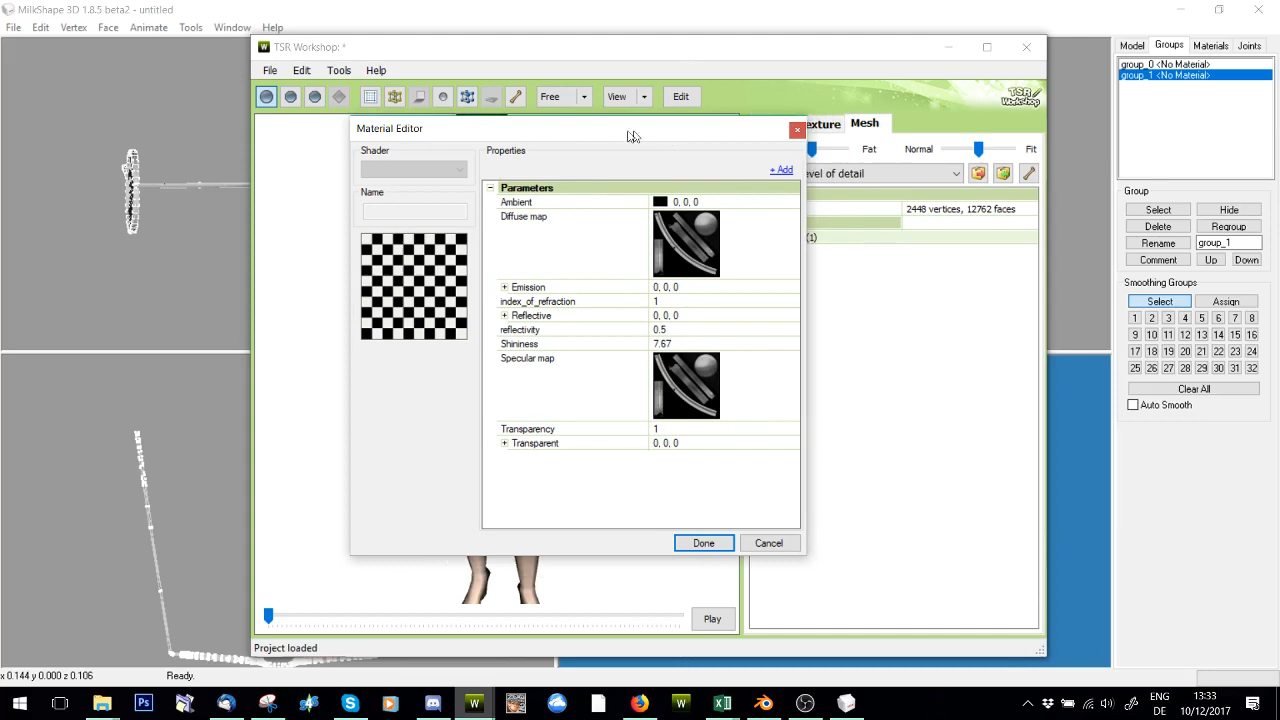 MilkShape 3D 1.8.5 beta2 - untitled
File Edit Vertex Face Animate Tools Window Help
Model Groups Materials Joints
group_0 <No Material>
group_1 <No Material>
Group
Select Hide
Delete Regroup
Rename group_1
Comment Up Down
Smoothing Groups
Select Assign
1 2 3 4 5 6 7 8
9 10 11 12 13 14 15 16
17 18 19 20 21 22 23 24
25 26 27 28 29 30 31 32
Clear All
Auto Smooth
TSR Workshop: *
File Edit Tools Help
Free View Edit
TSR Workshop
exture Mesh
Fat Normal Fit
evel of detail
2448 vertices, 12762 faces
(1)
Material Editor
Shader
Name
Properties
+ Add
Parameters
Ambient 0, 0, 0
Diffuse map
Emission 0, 0, 0
index_of_refraction 1
Reflective 0, 0, 0
reflectivity 0.5
Shininess 7.67
Specular map
Transparency 1
Transparent 0, 0, 0
Done Cancel
Play
Project loaded
x 0.144 y 0.000 z 0.106 Ready.
ENG 13:33
DE 10/12/2017